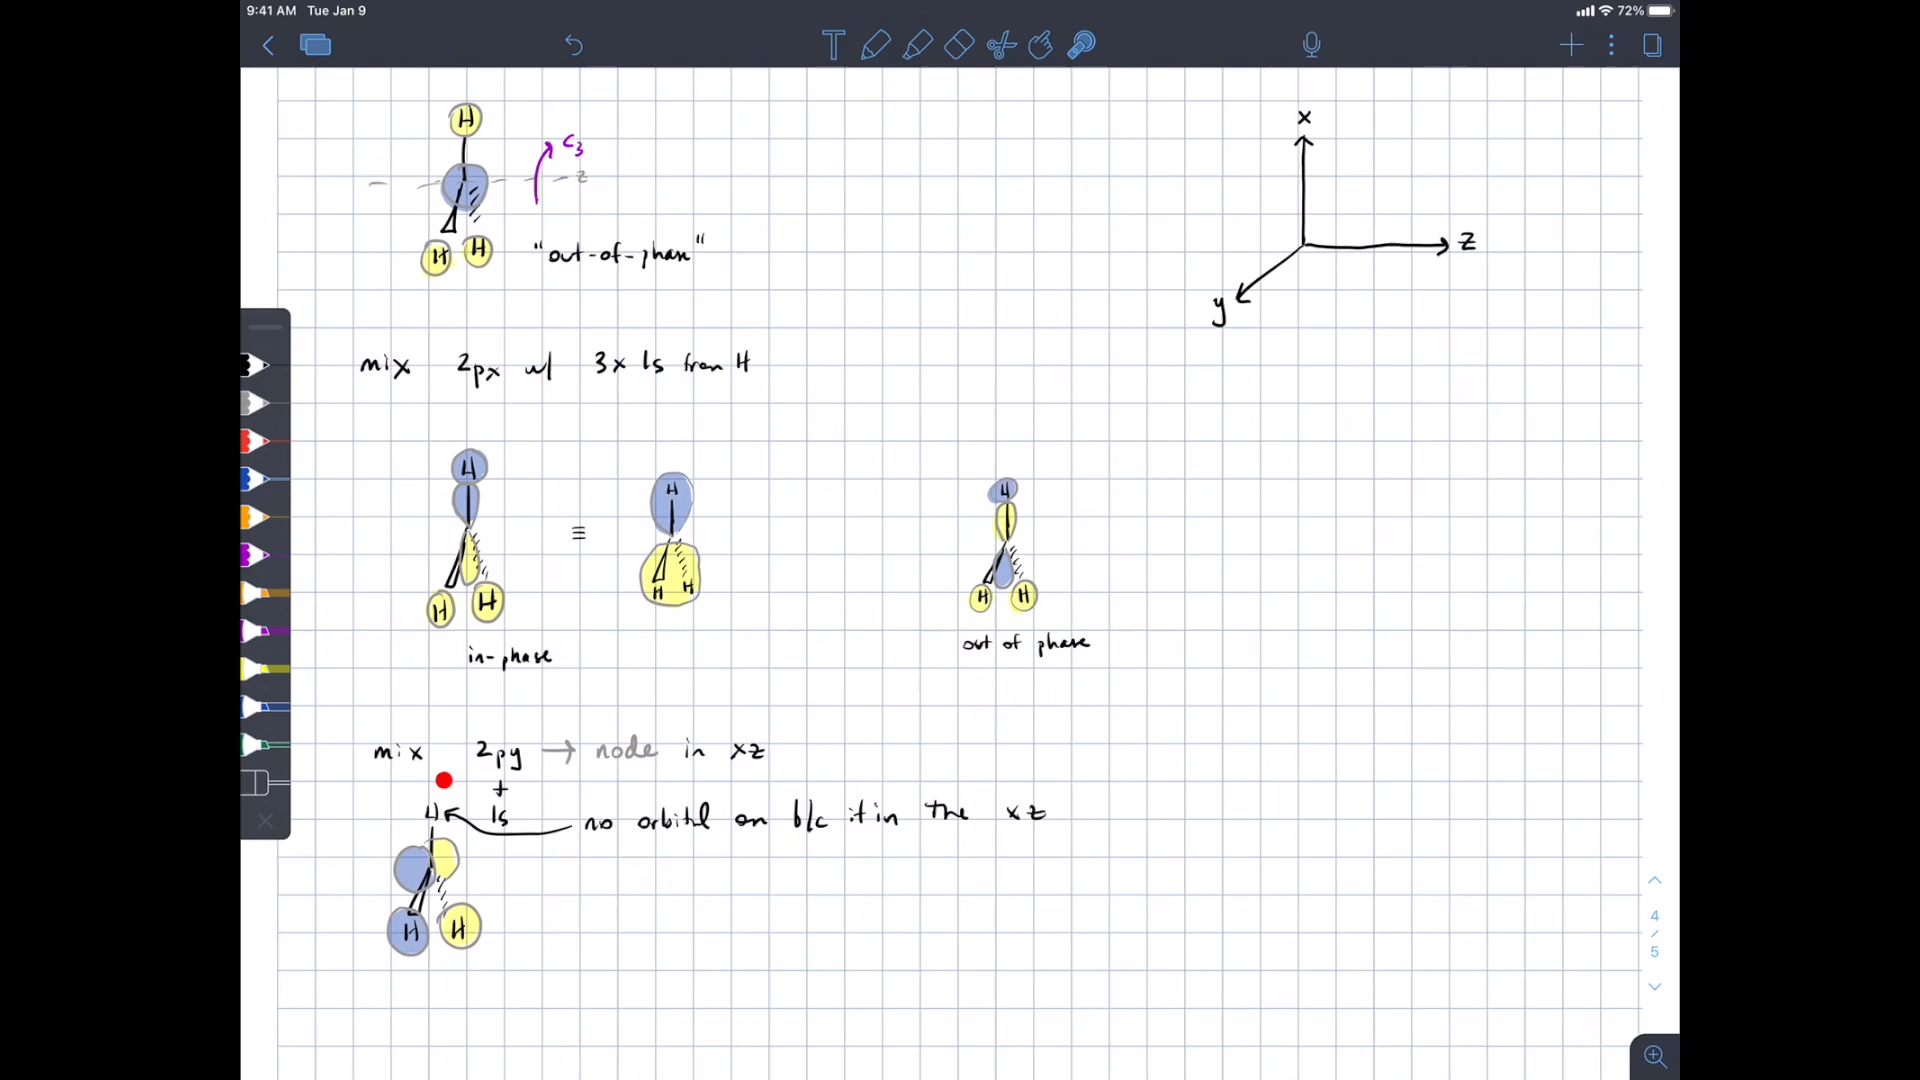 9:41 AM Tue Jan 9
72%
T
H
C3
z
H H
"out-of-phase"
x
z
y
mix 2px w/ 3x 1s from H
H
H H
in-phase
≡
H
H H
H
H H
out of phase
mix 2py → node in xz
+
H 1s no orbital on b/c it in the xz
H H
4
/
5